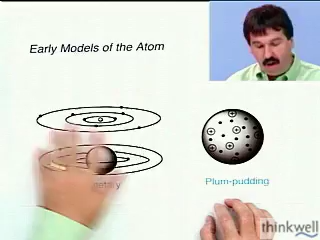 Early Models of the Atom
Plum-pudding
thinkwell